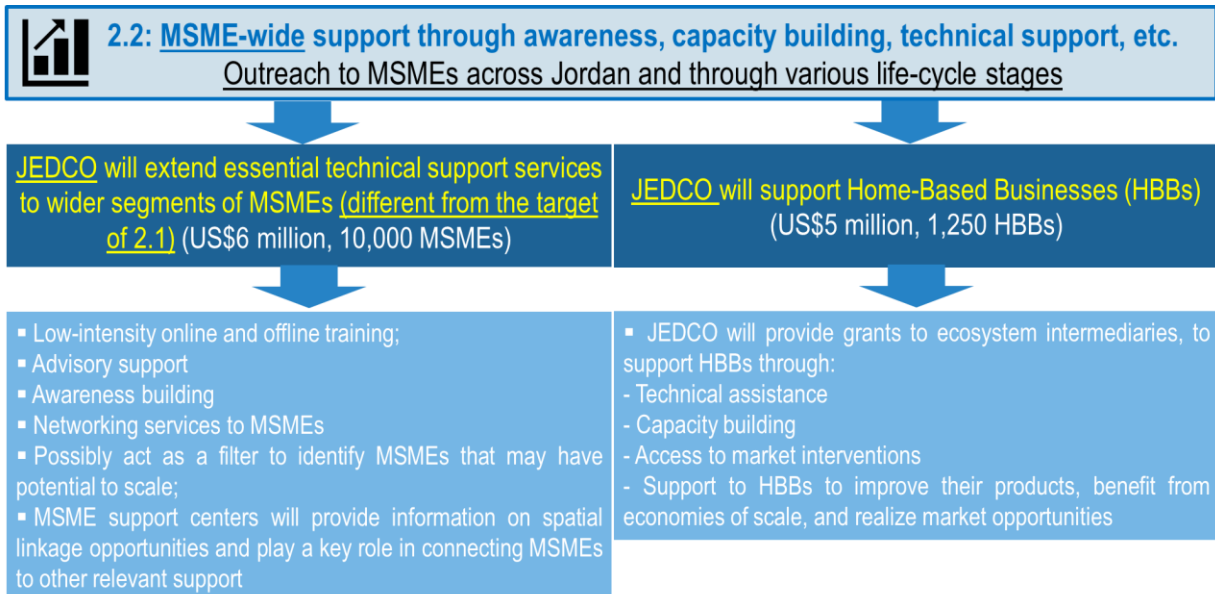 2.2: MSME-wide support through awareness, capacity building, technical support, etc.
Outreach to MSMEs across Jordan and through various life-cycle stages
JEDCO will extend essential technical support services
to wider segments of MSMEs (different from the target
of 2.1) (US$6 million, 10,000 MSMEs)
JEDCO will support Home-Based Businesses (HBBs)
(US$5 million, 1,250 HBBs)
▪ Low-intensity online and offline training;
▪ Advisory support
▪ Awareness building
▪ Networking services to MSMEs
▪ Possibly act as a filter to identify MSMEs that may have
potential to scale;
▪ MSME support centers will provide information on spatial
linkage opportunities and play a key role in connecting MSMEs
to other relevant support
▪ JEDCO will provide grants to ecosystem intermediaries, to
support HBBs through:
- Technical assistance
- Capacity building
- Access to market interventions
- Support to HBBs to improve their products, benefit from
economies of scale, and realize market opportunities